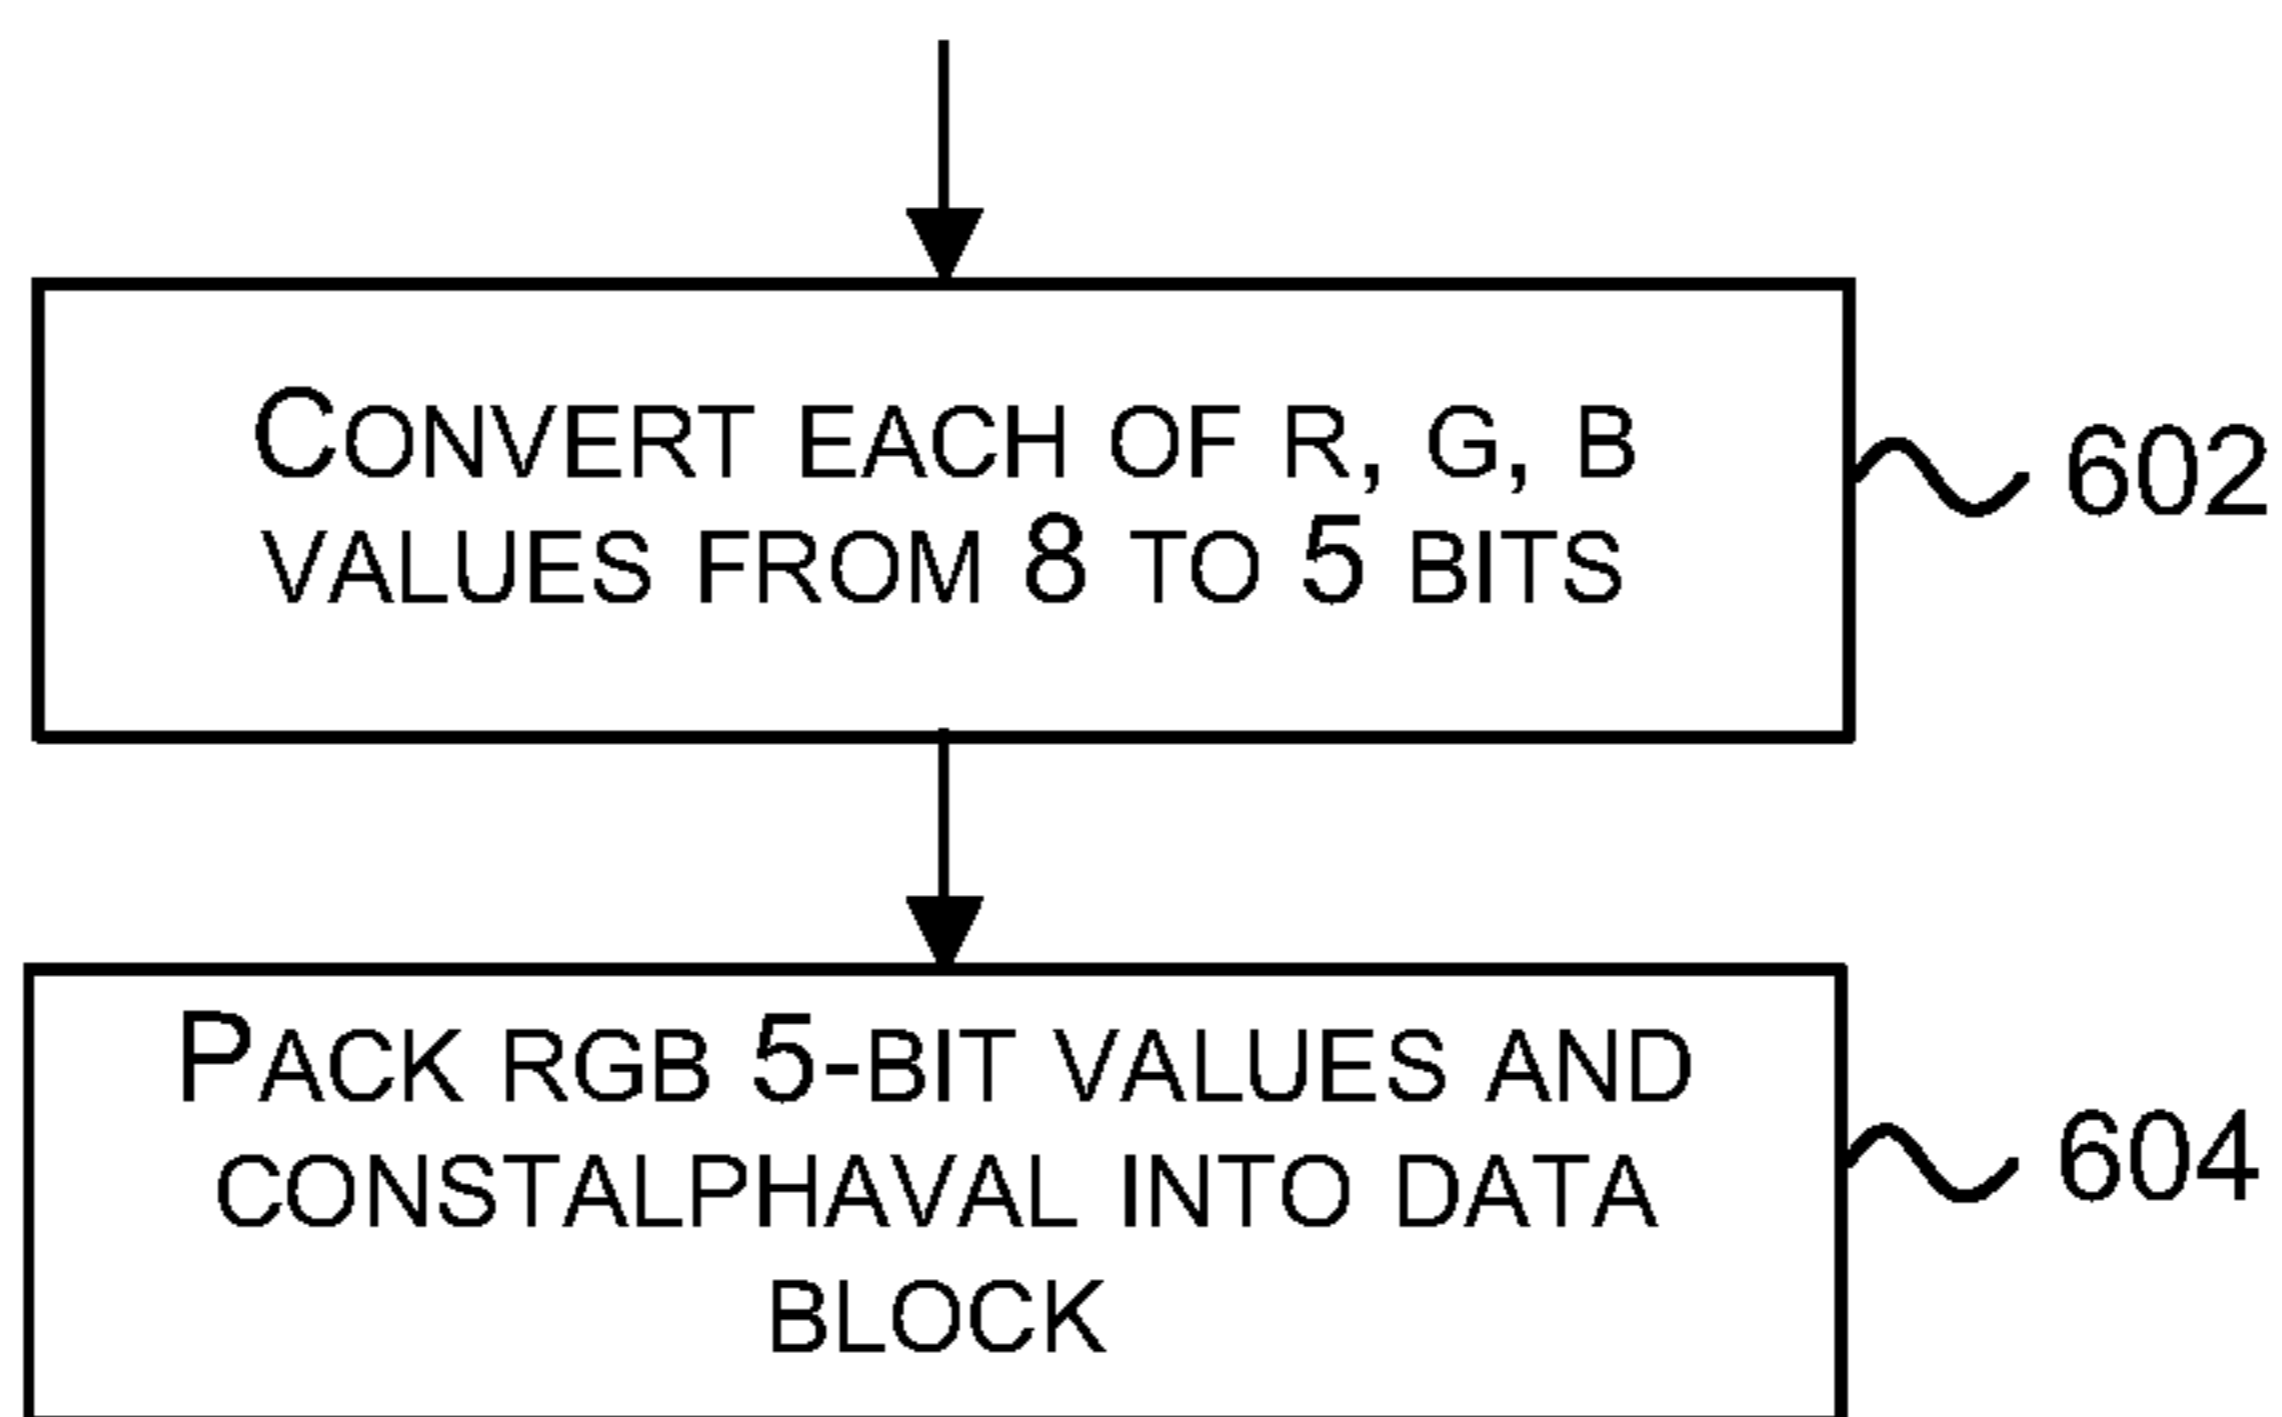 CONVERT EACH OF R, G, B
VALUES FROM 8 TO 5 BITS
602
PACK RGB 5-BIT VALUES AND
CONSTALPHAVAL INTO DATA
BLOCK
604